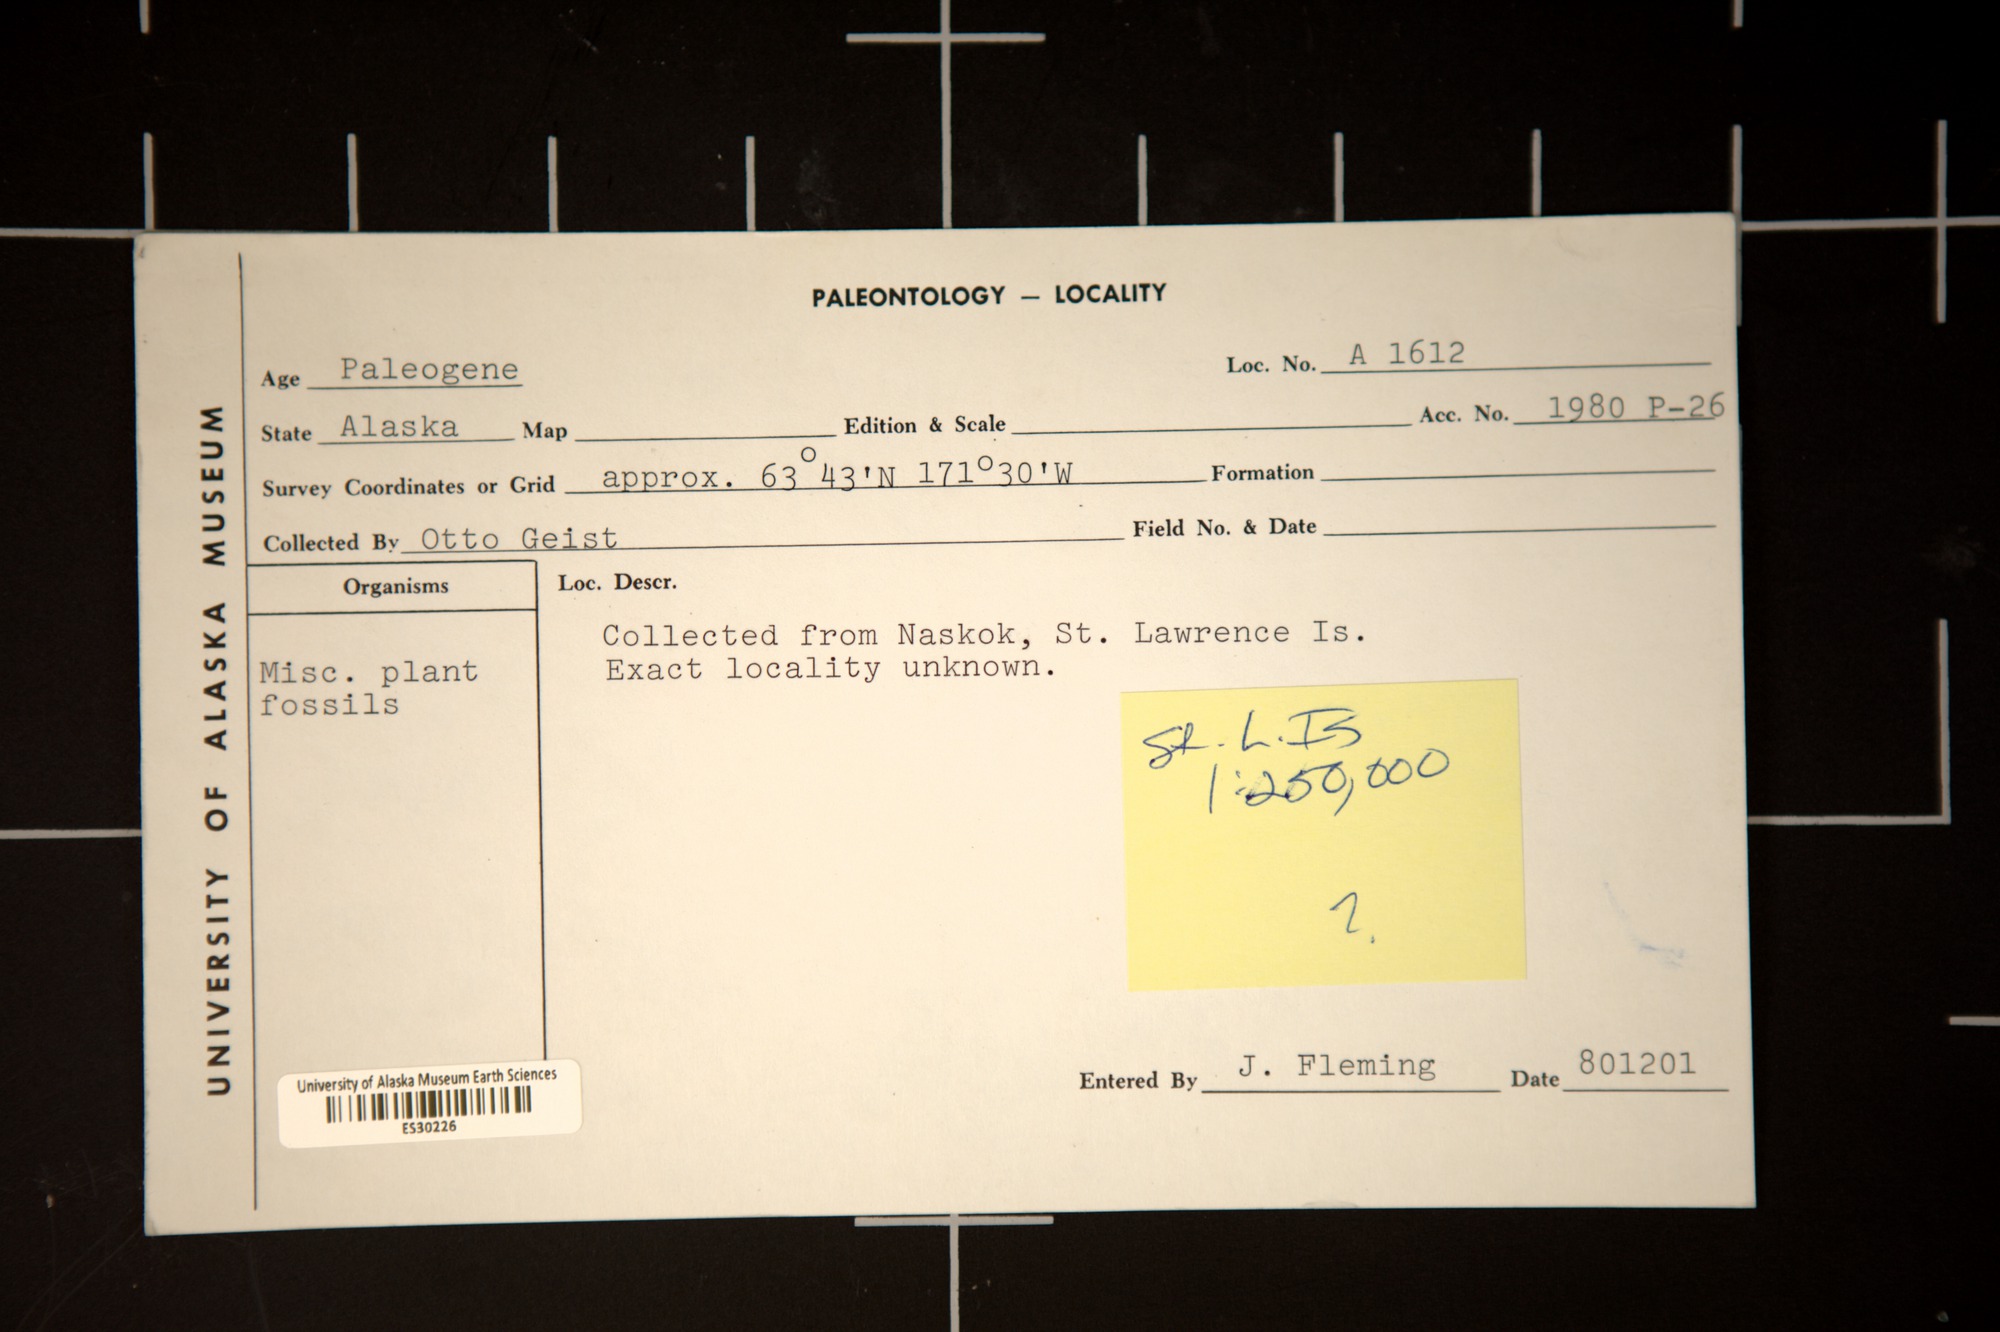 PALEONTOLOGY — LOCALITY
Age Paleogene Loc. No. A 1612
State Alaska Map Edition & Scale Acc. No. 1980 P-26
Survey Coordinates or Grid approx. 63°43'N 171°30'W Formation
Collected By Otto Geist Field No. & Date
Organisms
Misc. plant
fossils
Loc. Descr.
Collected from Naskok, St. Lawrence Is.
Exact locality unknown.
St. L. Is
1:250,000
?
Entered By J. Fleming Date 801201
UNIVERSITY OF ALASKA MUSEUM
University of Alaska Museum Earth Sciences
ES30226